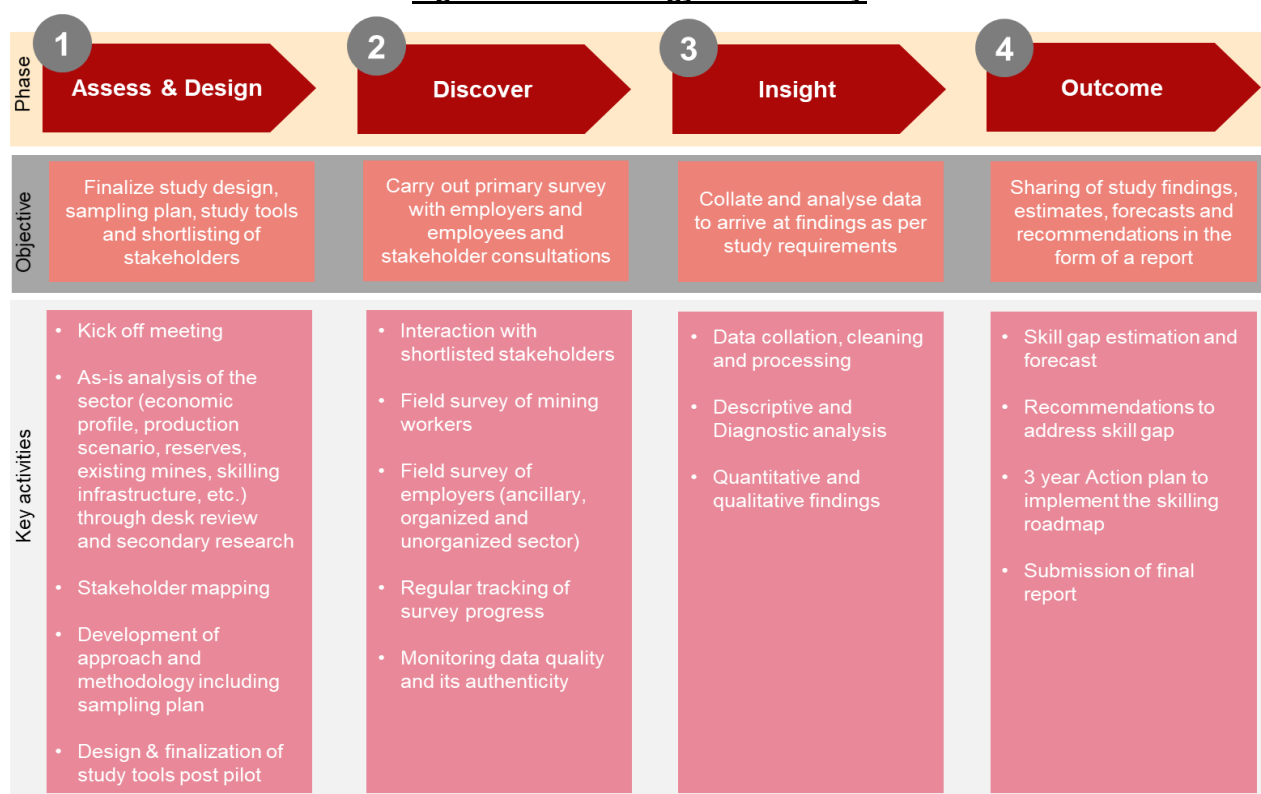 Phase
1
Assess & Design
2
Discover
3
Insight
4
Outcome
Objective
Finalize study design,
sampling plan, study tools
and shortlisting of
stakeholders
Carry out primary survey
with employers and
employees and
stakeholder consultations
Collate and analyse data
to arrive at findings as per
study requirements
Sharing of study findings,
estimates, forecasts and
recommendations in the
form of a report
Key activities
• Kick off meeting
• As-is analysis of the
sector (economic
profile, production
scenario, reserves,
existing mines, skilling
infrastructure, etc.)
through desk review
and secondary research
• Stakeholder mapping
• Development of
approach and
methodology including
sampling plan
• Design & finalization of
study tools post pilot
• Interaction with
shortlisted stakeholders
• Field survey of mining
workers
• Field survey of
employers (ancillary,
organized and
unorganized sector)
• Regular tracking of
survey progress
• Monitoring data quality
and its authenticity
• Data collation, cleaning
and processing
• Descriptive and
Diagnostic analysis
• Quantitative and
qualitative findings
• Skill gap estimation and
forecast
• Recommendations to
address skill gap
• 3 year Action plan to
implement the skilling
roadmap
• Submission of final
report